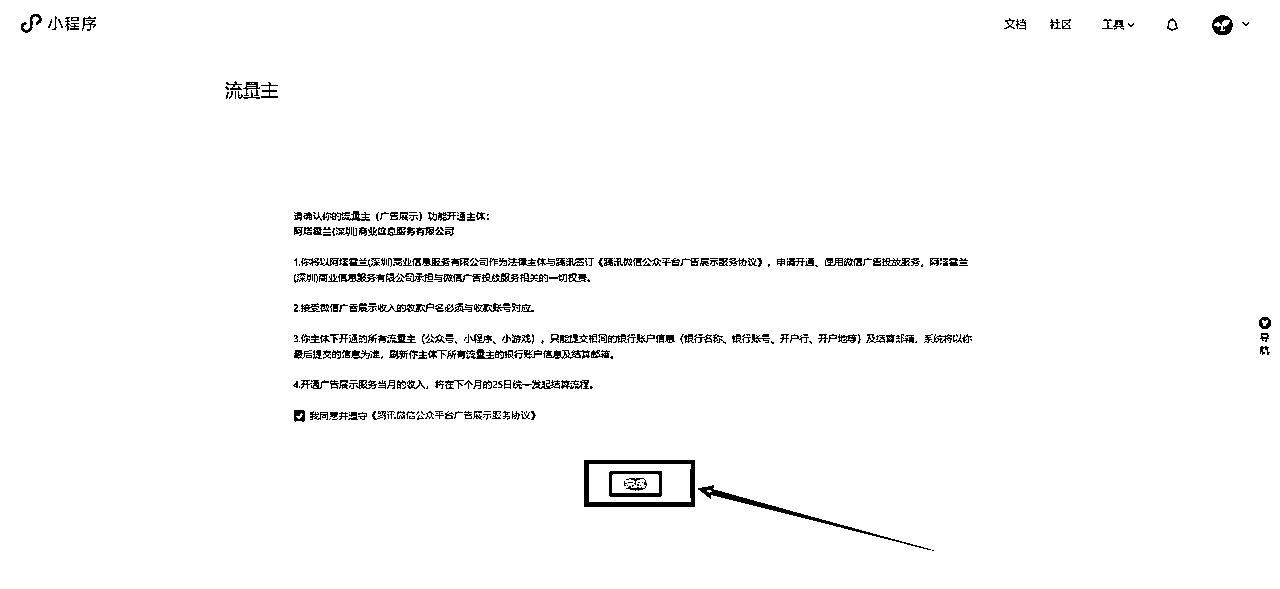 小程序
文档 社区 工具
流量主
请确认你的流量主（广告展示）功能开通主体：
阿塔霍兰(深圳)商业信息服务有限公司
1.你将以阿塔霍兰(深圳)商业信息服务有限公司作为法律主体与腾讯签订《腾讯微信公众平台广告展示服务协议》，申请开通、使用微信广告投放服务，阿塔霍兰
(深圳)商业信息服务有限公司承担与微信广告投放服务相关的一切权责。
2.接受微信广告展示收入的收款户名必须与收款账号对应。
3.你主体下开通的所有流量主（公众号、小程序、小游戏），只能提交相同的银行账户信息（银行名称、银行账号、开户行、开户地等）及结算邮箱，系统将以你
最后提交的信息为准，刷新你主体下所有流量主的银行账户信息及结算邮箱。
4.开通广告展示服务当月的收入，将在下个月的25日统一发起结算流程。
我同意并遵守《腾讯微信公众平台广告展示服务协议》
导
航